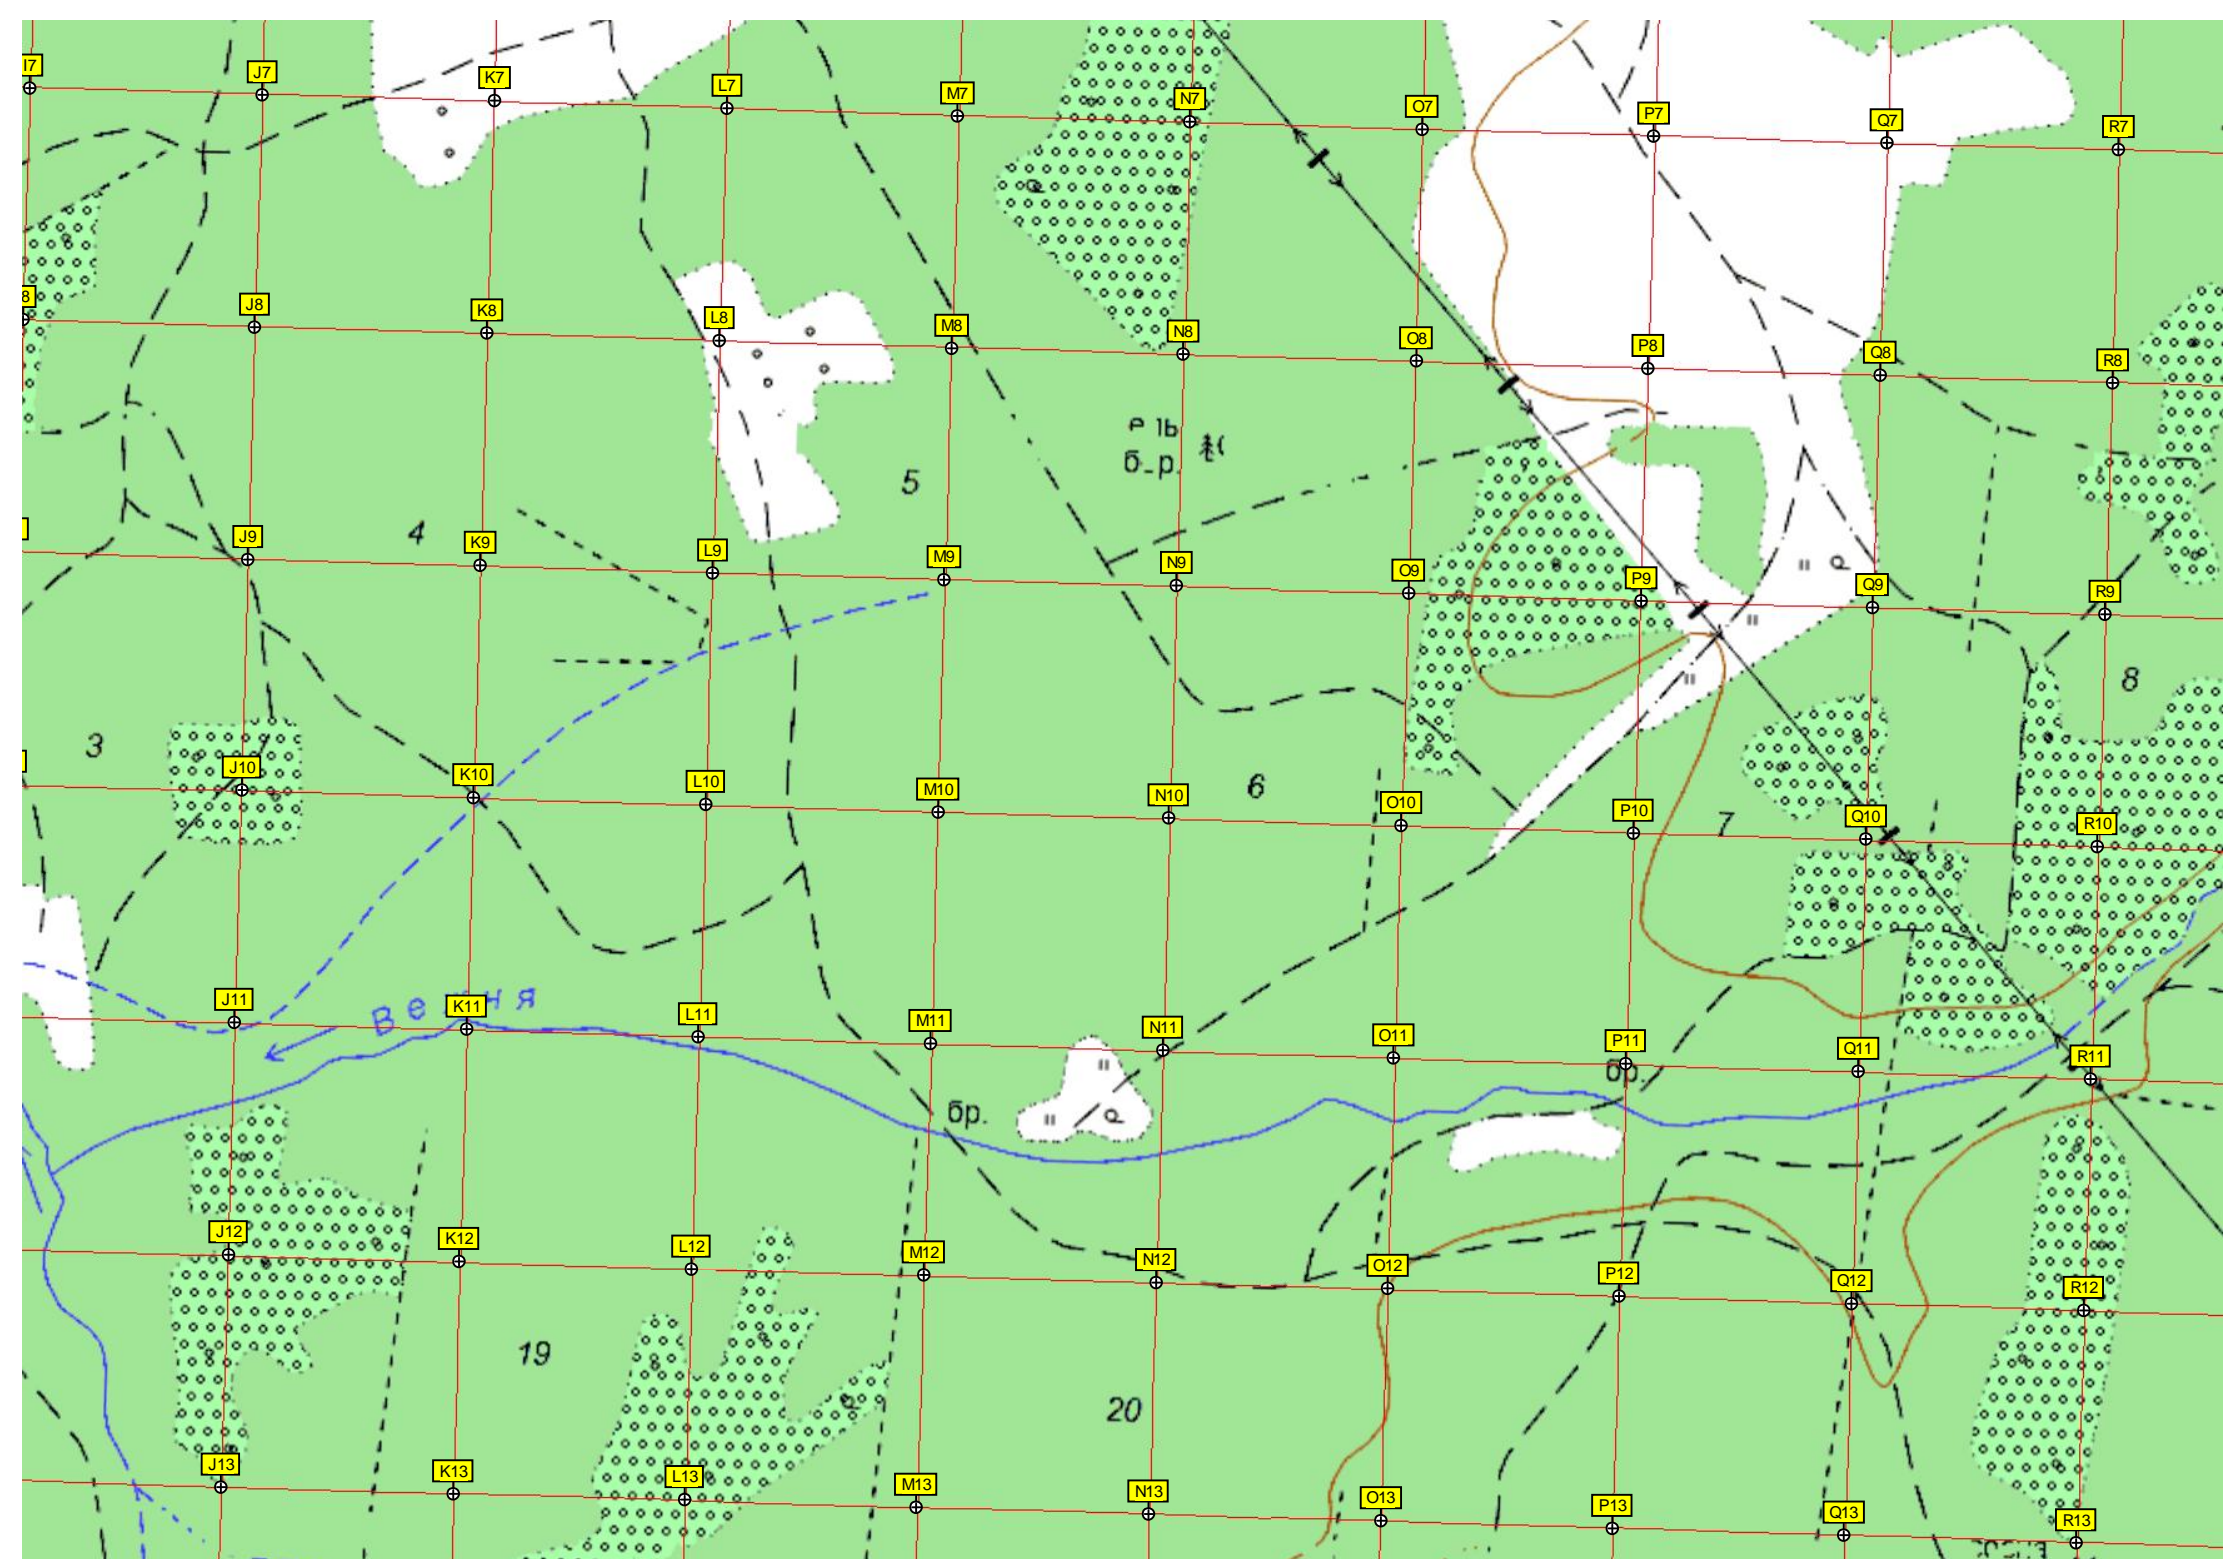 I7 J7 K7 L7 M7 N7 O7 P7 Q7 R7
8 J8 K8 L8 M8 N8 O8 P8 Q8 R8
5
4
J9 K9 L9 M9 N9 O9 P9 Q9 R9
8
3
J10 K10 L10 M10 N10 O10 P10 Q10 R10
6
7
J11 K11 L11 M11 N11 O11 P11 Q11 R11
бр.
бр.
J12 K12 L12 M12 N12 O12 P12 Q12 R12
19
20
J13 K13 L13 M13 N13 O13 P13 Q13 R13